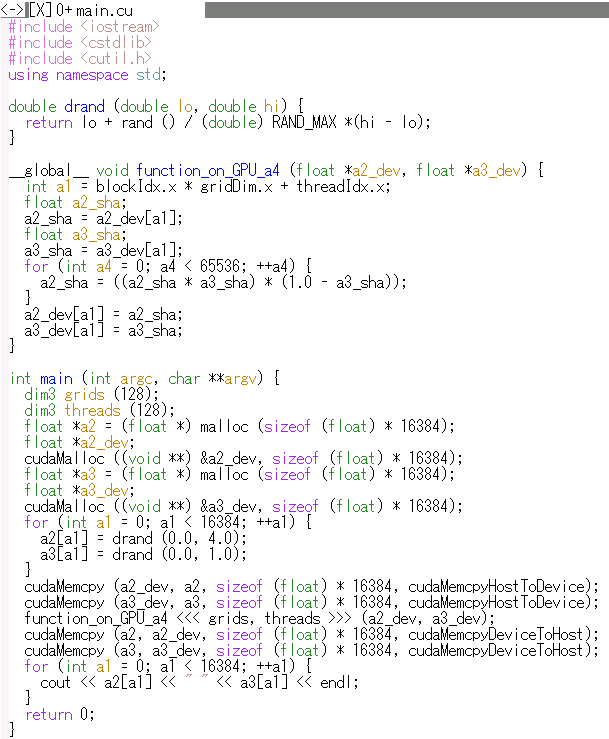 <->[X]0+main.cu
#include <iostream>
#include <cstdlib>
#include <cutil.h>
using namespace std;

double drand (double lo, double hi) {
  return lo + rand () / (double) RAND_MAX *(hi - lo);
}

__global__ void function_on_GPU_a4 (float *a2_dev, float *a3_dev) {
  int a1 = blockIdx.x * gridDim.x + threadIdx.x;
  float a2_sha;
  a2_sha = a2_dev[a1];
  float a3_sha;
  a3_sha = a3_dev[a1];
  for (int a4 = 0; a4 < 65536; ++a4) {
    a2_sha = ((a2_sha * a3_sha) * (1.0 - a3_sha));
  }
  a2_dev[a1] = a2_sha;
  a3_dev[a1] = a3_sha;
}

int main (int argc, char **argv) {
  dim3 grids (128);
  dim3 threads (128);
  float *a2 = (float *) malloc (sizeof (float) * 16384);
  float *a2_dev;
  cudaMalloc ((void **) &a2_dev, sizeof (float) * 16384);
  float *a3 = (float *) malloc (sizeof (float) * 16384);
  float *a3_dev;
  cudaMalloc ((void **) &a3_dev, sizeof (float) * 16384);
  for (int a1 = 0; a1 < 16384; ++a1) {
    a2[a1] = drand (0.0, 4.0);
    a3[a1] = drand (0.0, 1.0);
  }
  cudaMemcpy (a2_dev, a2, sizeof (float) * 16384, cudaMemcpyHostToDevice);
  cudaMemcpy (a3_dev, a3, sizeof (float) * 16384, cudaMemcpyHostToDevice);
  function_on_GPU_a4 <<< grids, threads >>> (a2_dev, a3_dev);
  cudaMemcpy (a2, a2_dev, sizeof (float) * 16384, cudaMemcpyDeviceToHost);
  cudaMemcpy (a3, a3_dev, sizeof (float) * 16384, cudaMemcpyDeviceToHost);
  for (int a1 = 0; a1 < 16384; ++a1) {
    cout << a2[a1] << " " << a3[a1] << endl;
  }
  return 0;
}